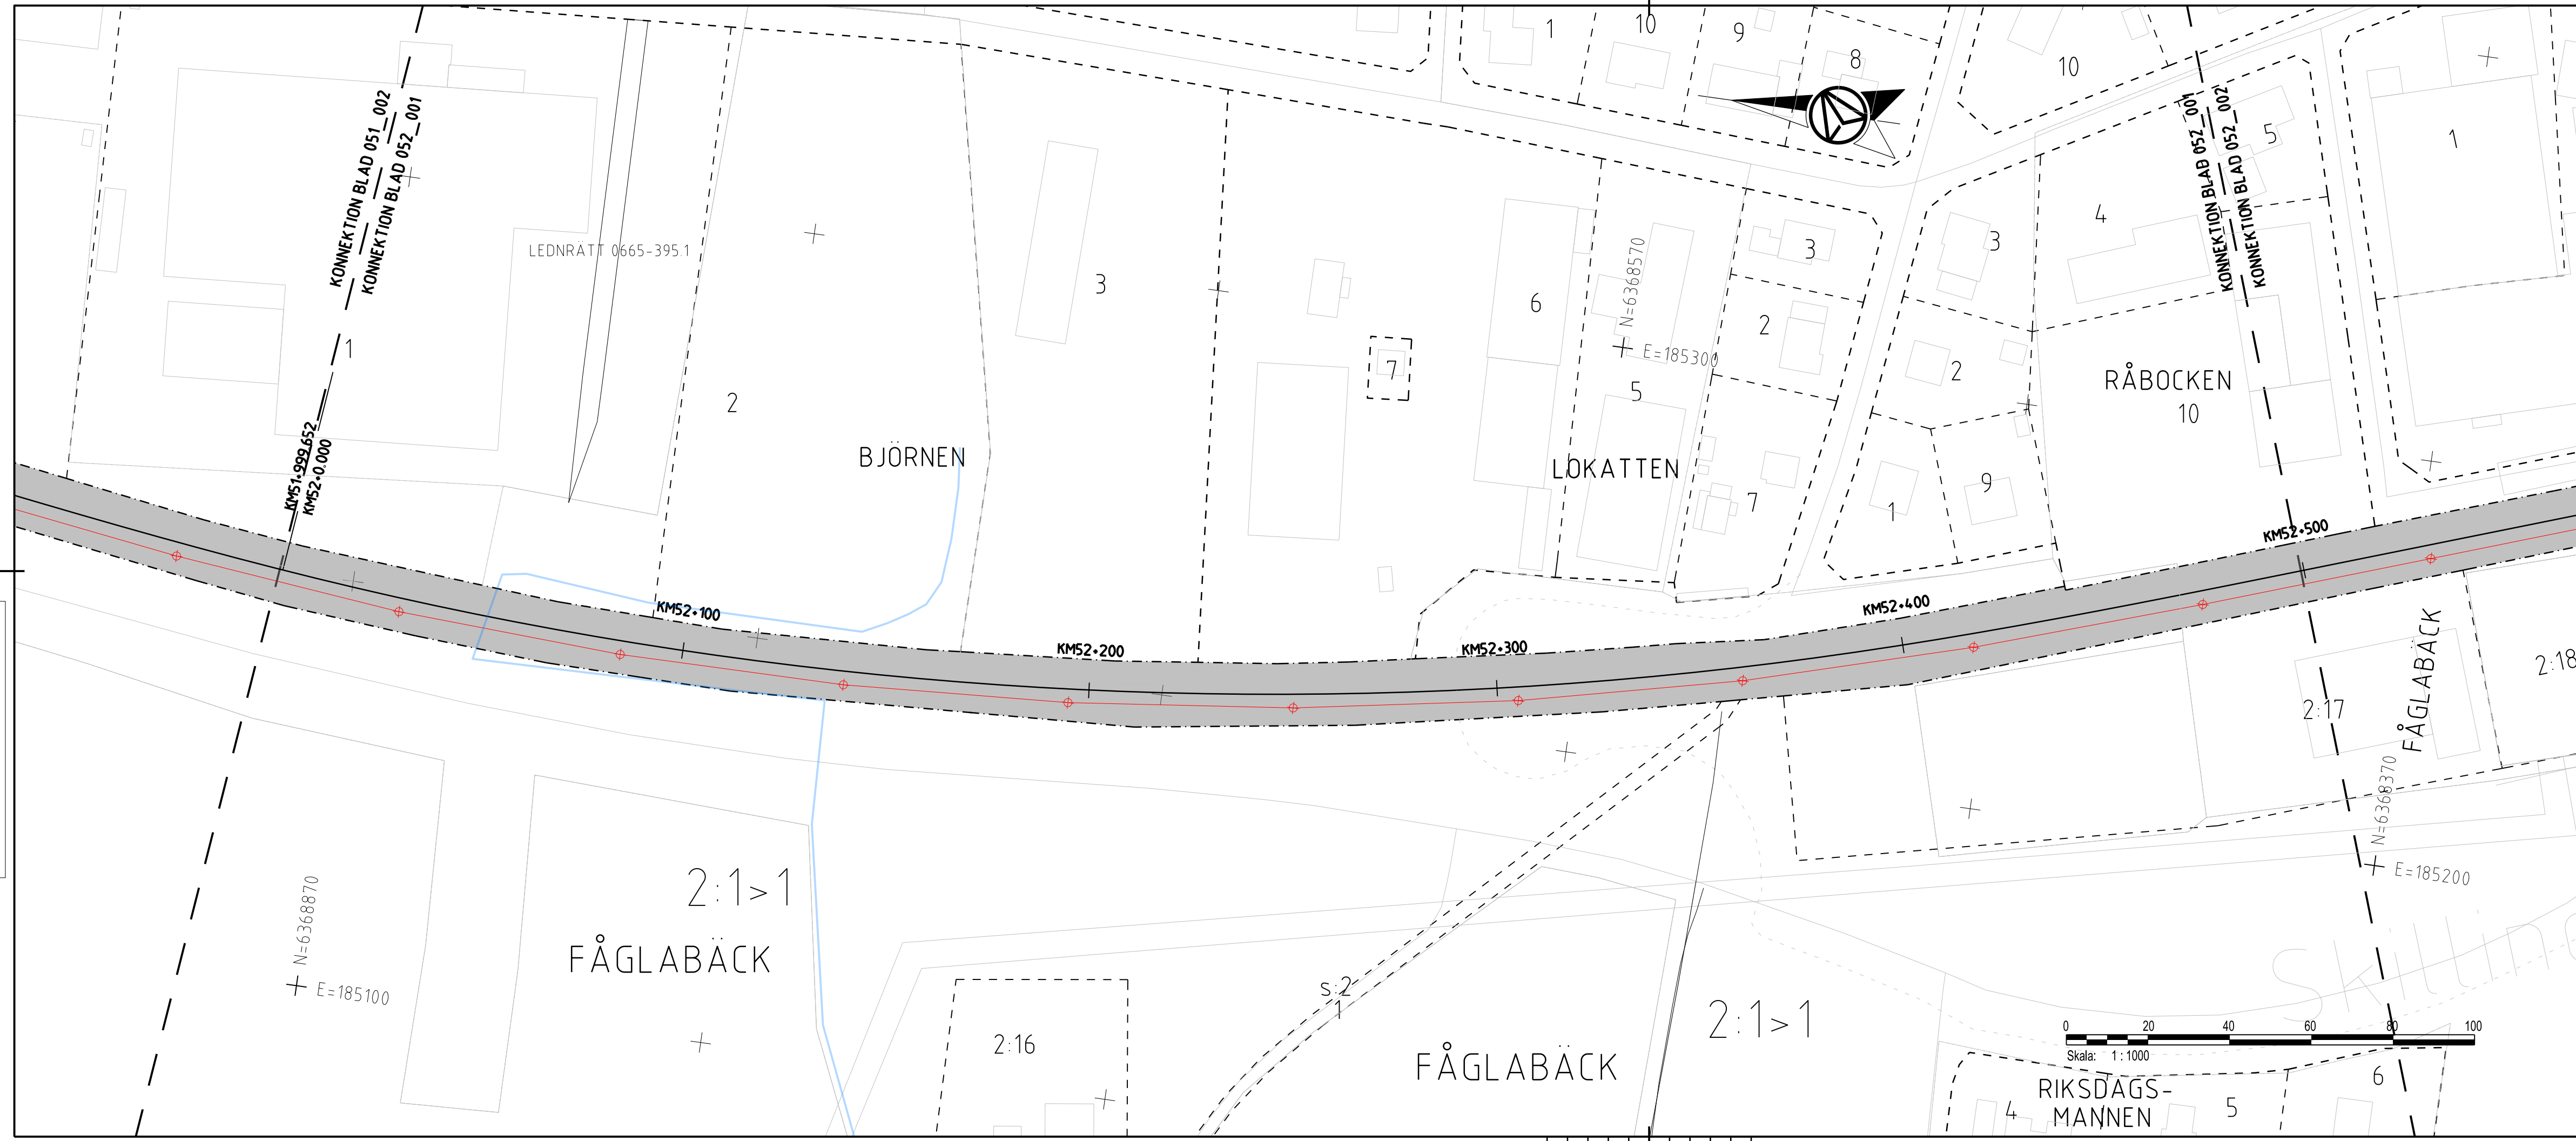 1
10
9
8
10
5
1
KONNEKTION BLAD 051_002
KONNEKTION BLAD 052_001
KONNEKTION BLAD 052_001
KONNEKTION BLAD 052_002
LEDNRÄTT 0665-395.1
3
6
3
3
4
N=6368570
E=185300
1
2
7
5
2
2
RÅBOCKEN
10
BJÖRNEN
LOKATTEN
7
1
9
KM51+999.652
KM52+0.000
KM52+100
KM52+200
KM52+300
KM52+400
KM52+500
FÅGLABÄCK
2:17
2:18
N=6368370
E=185200
2:1>1
FÅGLABÄCK
N=6368870
E=185100
2:16
s:2
1
2:1>1
FÅGLABÄCK
0 20 40 60 80 100
Skala: 1:1000
RIKSDAGS-
MANNEN
4
5
6